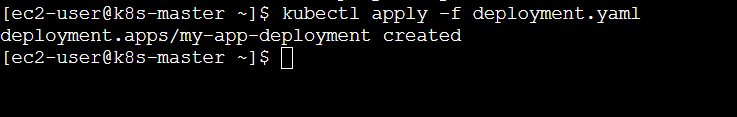 [ec2-user@k8s-master ~]$ kubectl apply -f deployment.yaml
deployment.apps/my-app-deployment created
[ec2-user@k8s-master ~]$